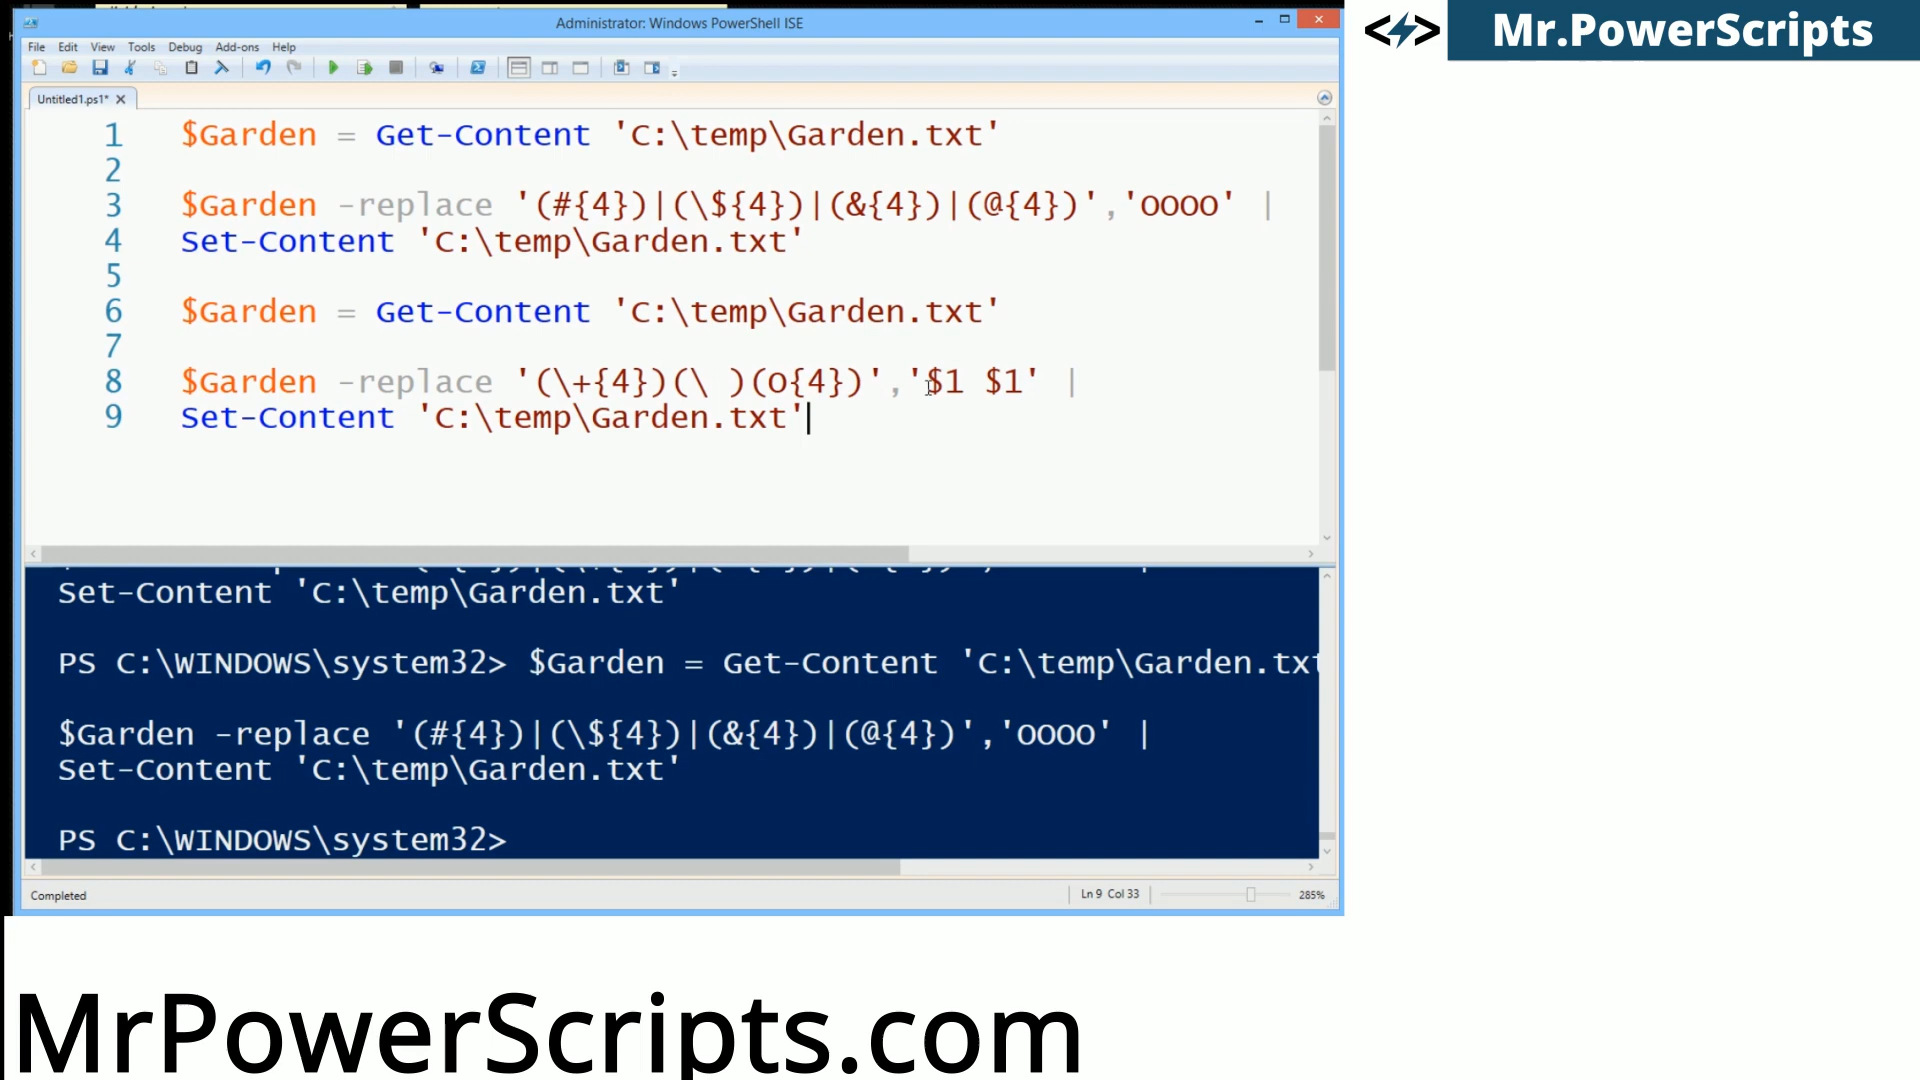 Administrator: Windows PowerShell ISE
Mr.PowerScripts
File Edit View Tools Debug Add-ons Help
Untitled1.ps1*
1 $Garden = Get-Content 'C:\temp\Garden.txt'
2
3 $Garden -replace '(#{4})|(\${4})|(&{4})|(@{4})','OOOO' |
4 Set-Content 'C:\temp\Garden.txt'
5
6 $Garden = Get-Content 'C:\temp\Garden.txt'
7
8 $Garden -replace '(\+{4})(\ )(O{4})','$1 $1' |
9 Set-Content 'C:\temp\Garden.txt'
Set-Content 'C:\temp\Garden.txt'
PS C:\WINDOWS\system32> $Garden = Get-Content 'C:\temp\Garden.txt
$Garden -replace '(#{4})|(\${4})|(&{4})|(@{4})','OOOO' |
Set-Content 'C:\temp\Garden.txt'
PS C:\WINDOWS\system32>
Completed
Ln 9 Col 33
285%
MrPowerScripts.com